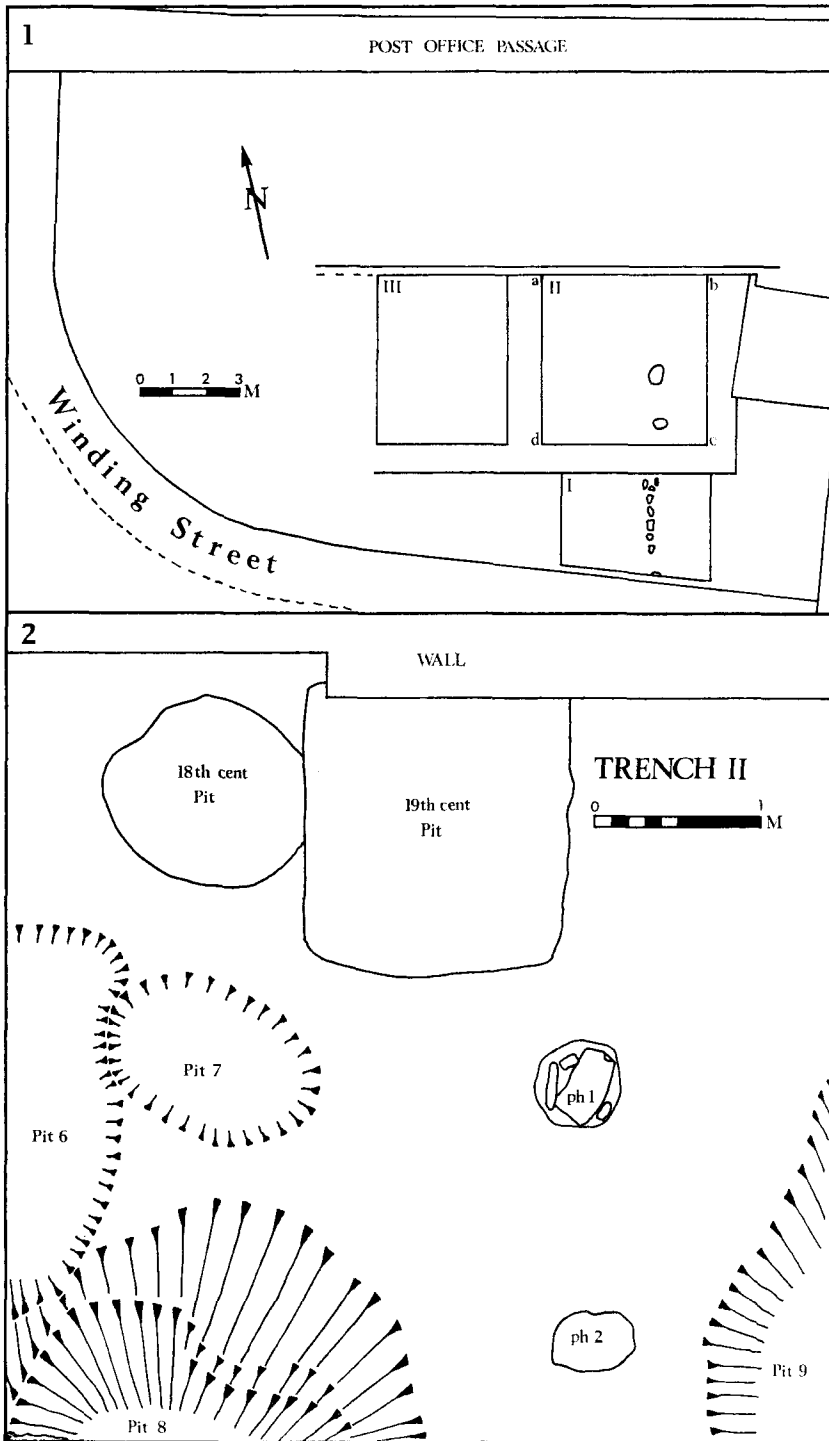 1
POST OFFICE PASSAGE
N
III
a
II
b
0 1 2 3
M
d
c
I
Winding Street
2
WALL
18th cent
Pit
19th cent
Pit
TRENCH II
0 1
M
Pit 7
ph 1
Pit 6
ph 2
Pit 9
Pit 8